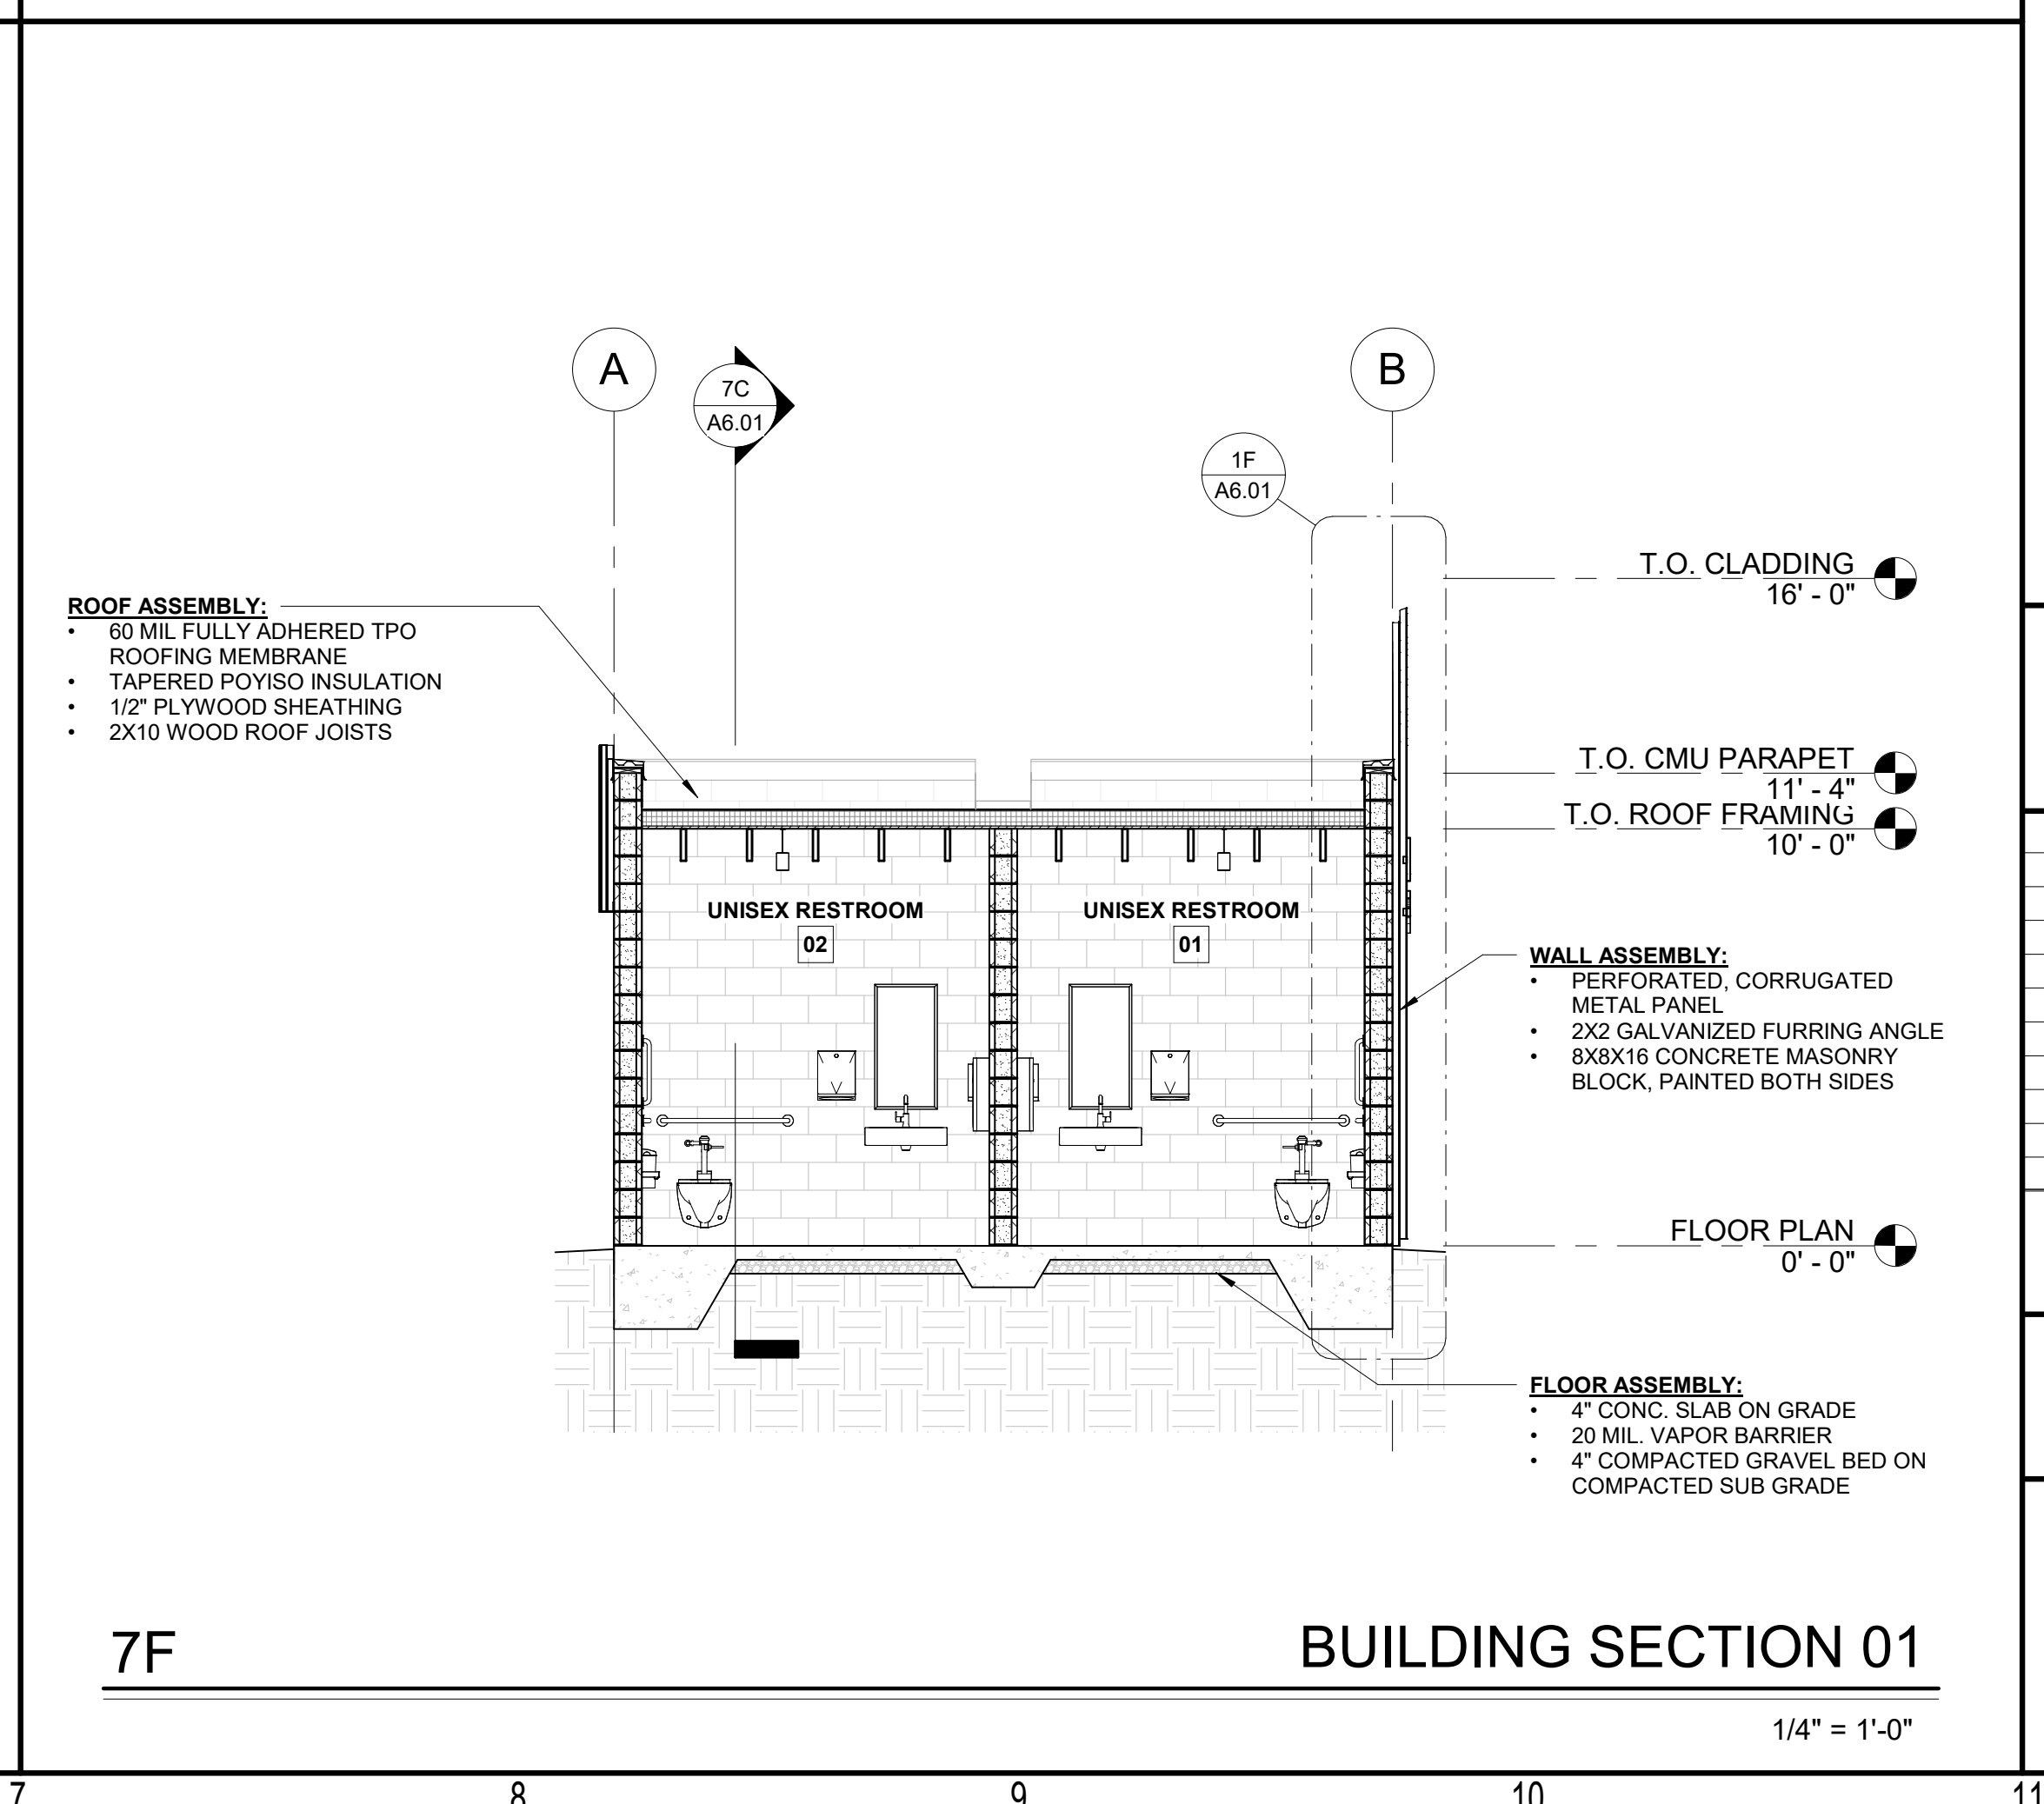 A
B
7C
A6.01
1F
A6.01
T.O. CLADDING
16' - 0"
ROOF ASSEMBLY:
• 60 MIL FULLY ADHERED TPO
ROOFING MEMBRANE
• TAPERED POYISO INSULATION
• 1/2" PLYWOOD SHEATHING
• 2X10 WOOD ROOF JOISTS
T.O. CMU PARAPET
11' - 4"
T.O. ROOF FRAMING
10' - 0"
UNISEX RESTROOM
02
UNISEX RESTROOM
01
WALL ASSEMBLY:
• PERFORATED, CORRUGATED
METAL PANEL
• 2X2 GALVANIZED FURRING ANGLE
• 8X8X16 CONCRETE MASONRY
BLOCK, PAINTED BOTH SIDES
FLOOR PLAN
0' - 0"
FLOOR ASSEMBLY:
• 4" CONC. SLAB ON GRADE
• 20 MIL. VAPOR BARRIER
• 4" COMPACTED GRAVEL BED ON
COMPACTED SUB GRADE
7F
BUILDING SECTION 01
1/4" = 1'-0"
7 8 9 10 11